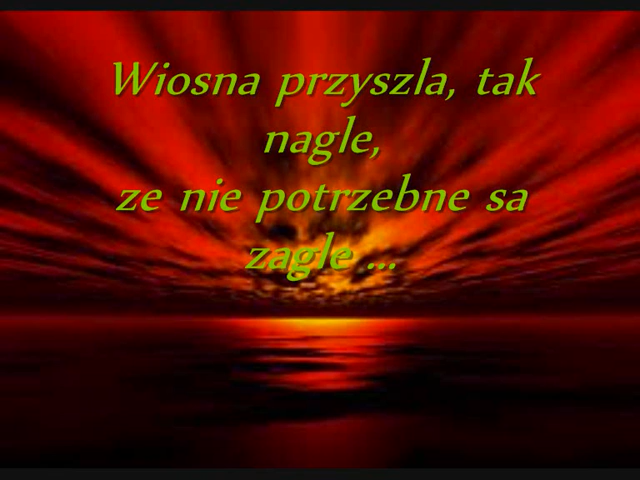 Wiosna przyszla, tak
nagle,
ze nie potrzebne sa
zagle ...